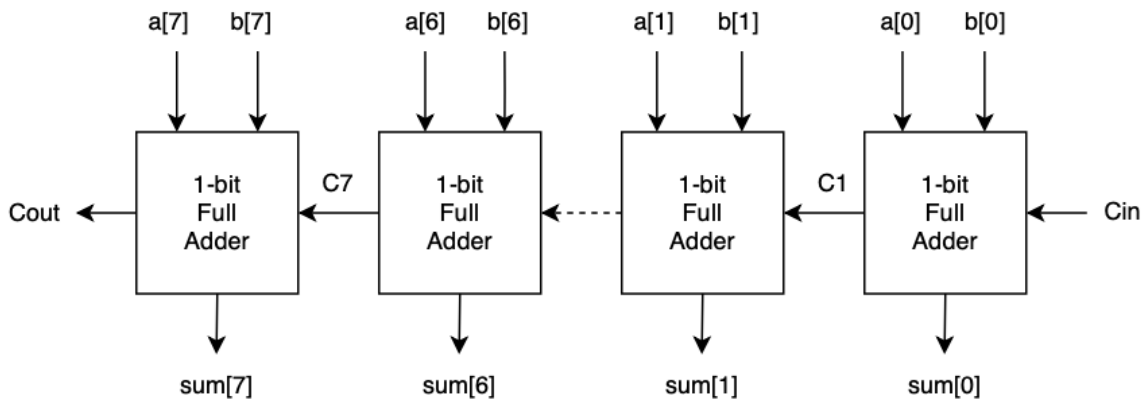 a[7] b[7] a[6] b[6] a[1] b[1] a[0] b[0]
C7 C1
1-bit 1-bit 1-bit 1-bit
Cout Full Full Full Full Cin
Adder Adder Adder Adder
sum[7] sum[6] sum[1] sum[0]